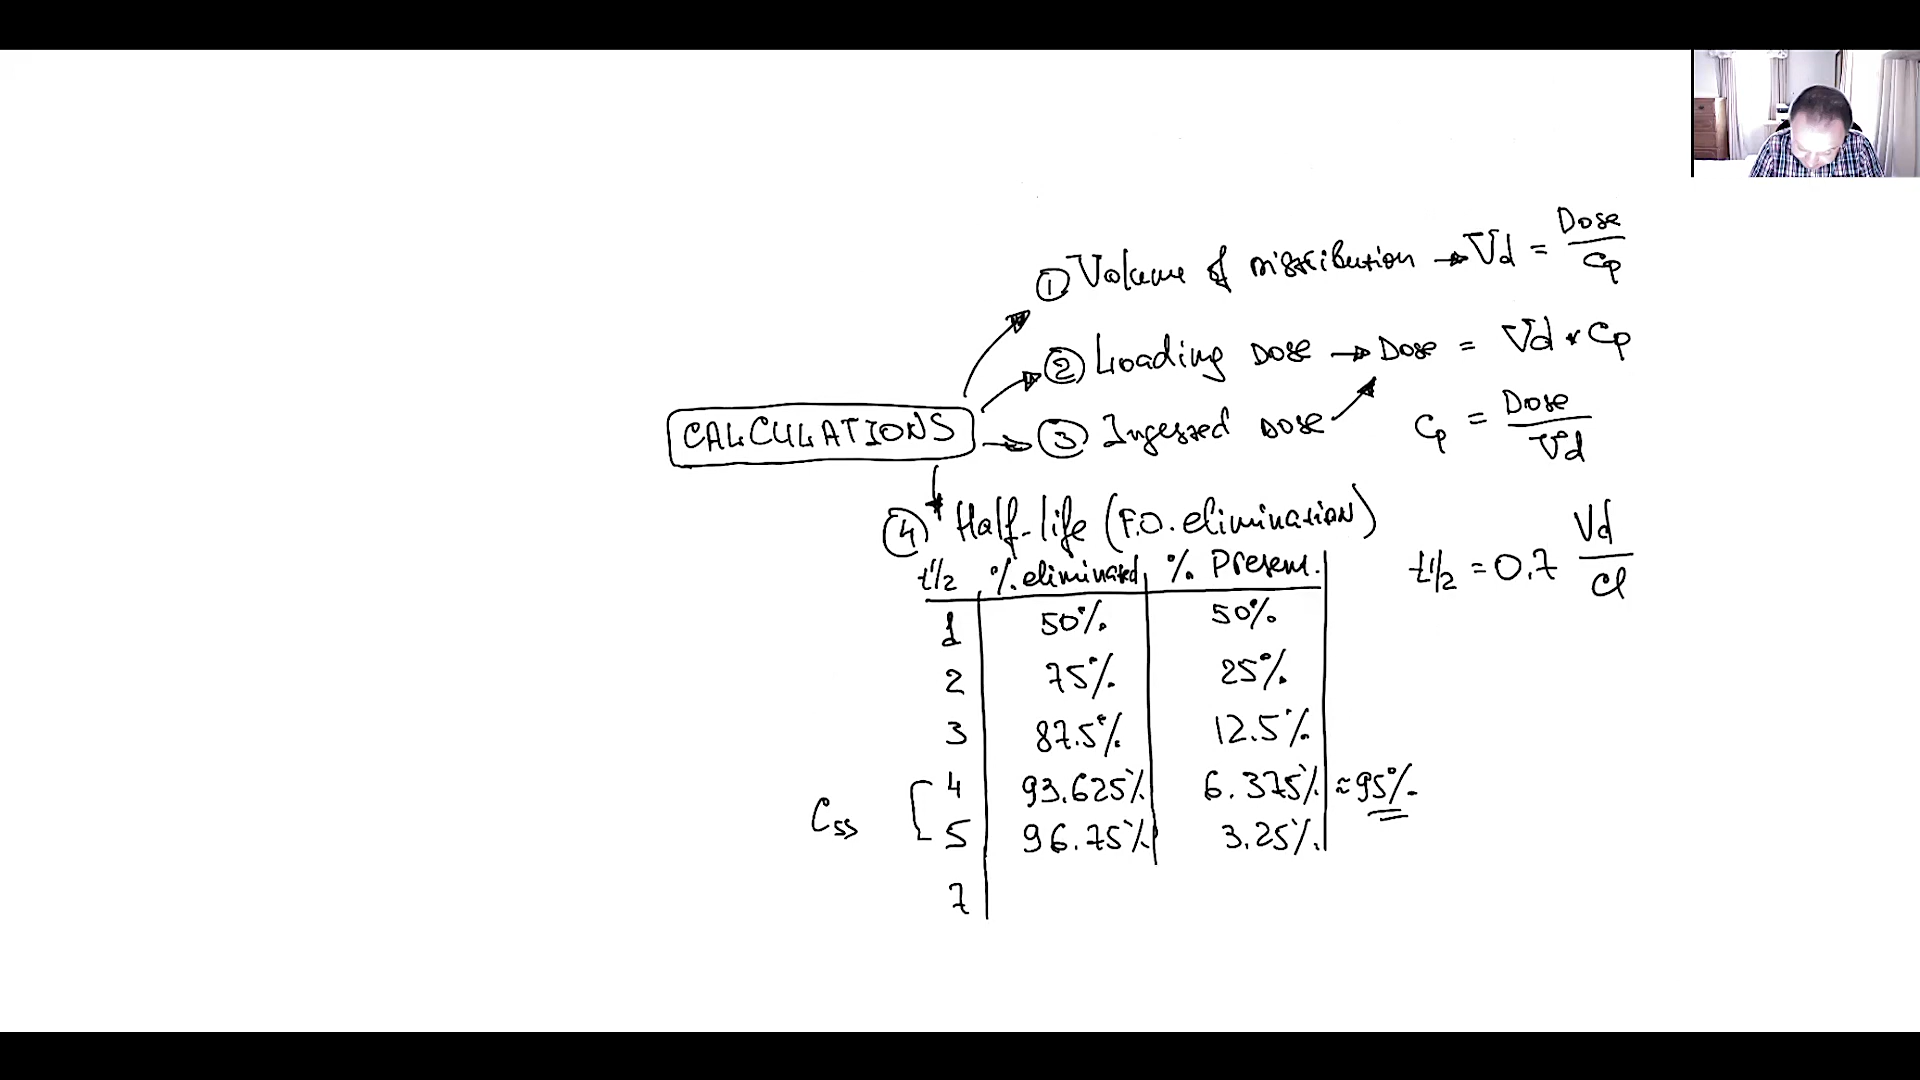 ① Volume of Distribution → Vd = Dose / Cp
② Loading Dose → Dose = Vd * Cp
CALCULATIONS
③ Ingested Dose
Cp = Dose / Vd
④ Half-life (F.O. elimination)
t1/2 = 0.7 Vd / Cl
t1/2 % eliminated % Present.
1 50% 50%
2 75% 25%
3 87.5% 12.5%
4 93.625% 6.375% ≈ 95%
Css
5 96.75% 3.25%
7